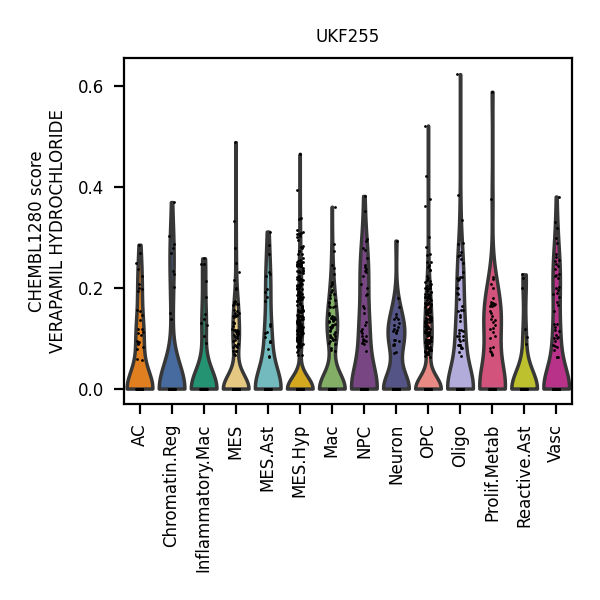 UKF255
CHEMBL1280 score
VERAPAMIL HYDROCHLORIDE
0.6
0.4
0.2
0.0
AC
Chromatin.Reg
Inflammatory.Mac
MES
MES.Ast
MES.Hyp
Mac
NPC
Neuron
OPC
Oligo
Prolif.Metab
Reactive.Ast
Vasc